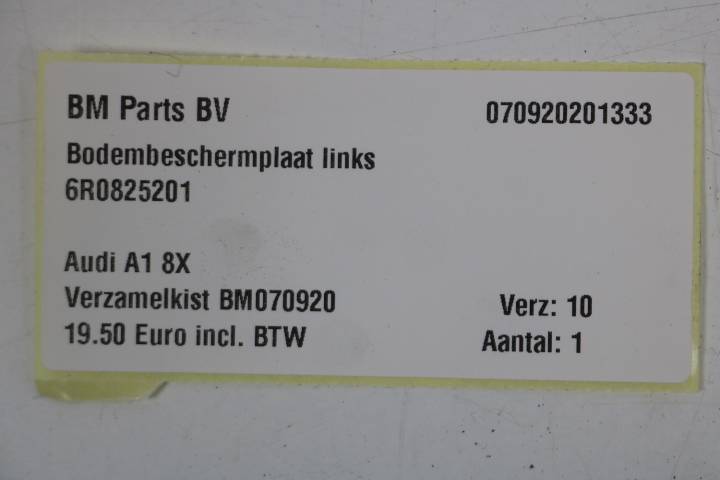 BM Parts BV 070920201333
Bodembeschermplaat links
6R0825201
Audi A1 8X
Verzamelkist BM070920 Verz: 10
19.50 Euro incl. BTW Aantal: 1